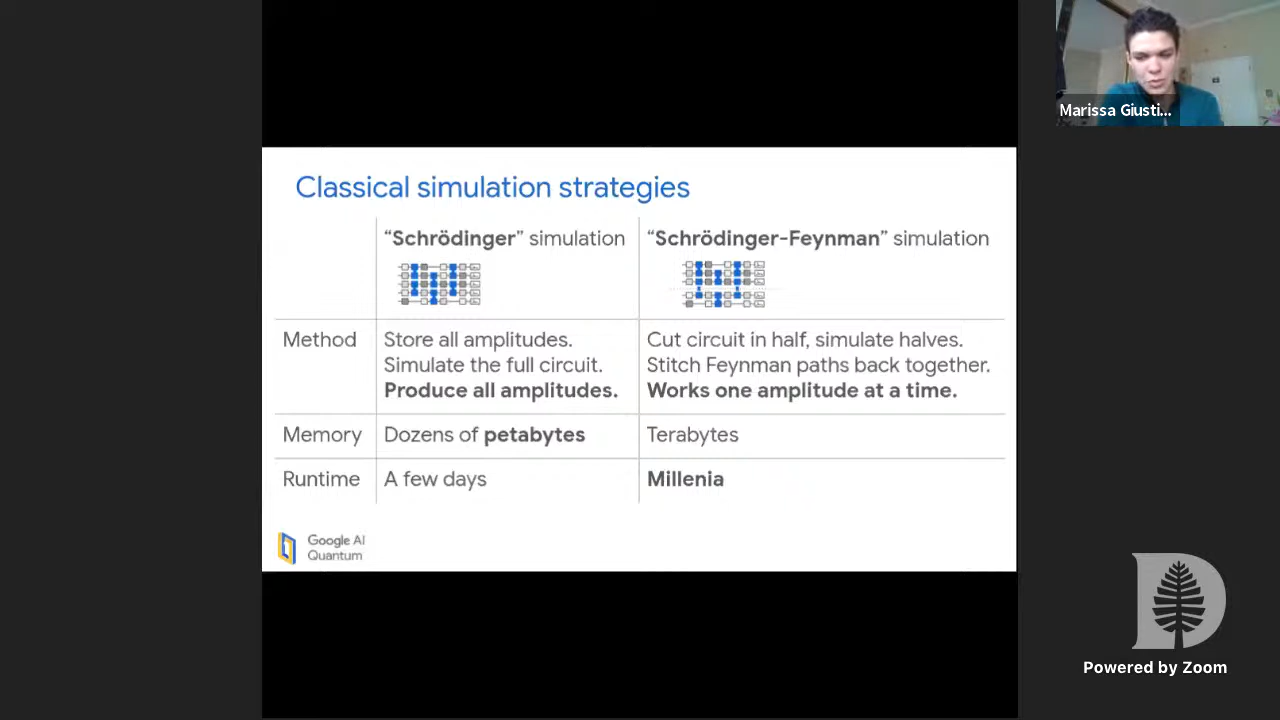 Marissa Giusti...
Classical simulation strategies
“Schrödinger” simulation
“Schrödinger-Feynman” simulation
Method
Store all amplitudes.
Simulate the full circuit.
Produce all amplitudes.
Cut circuit in half, simulate halves.
Stitch Feynman paths back together.
Works one amplitude at a time.
Memory
Dozens of petabytes
Terabytes
Runtime
A few days
Millenia
Google AI
Quantum
D
Powered by Zoom